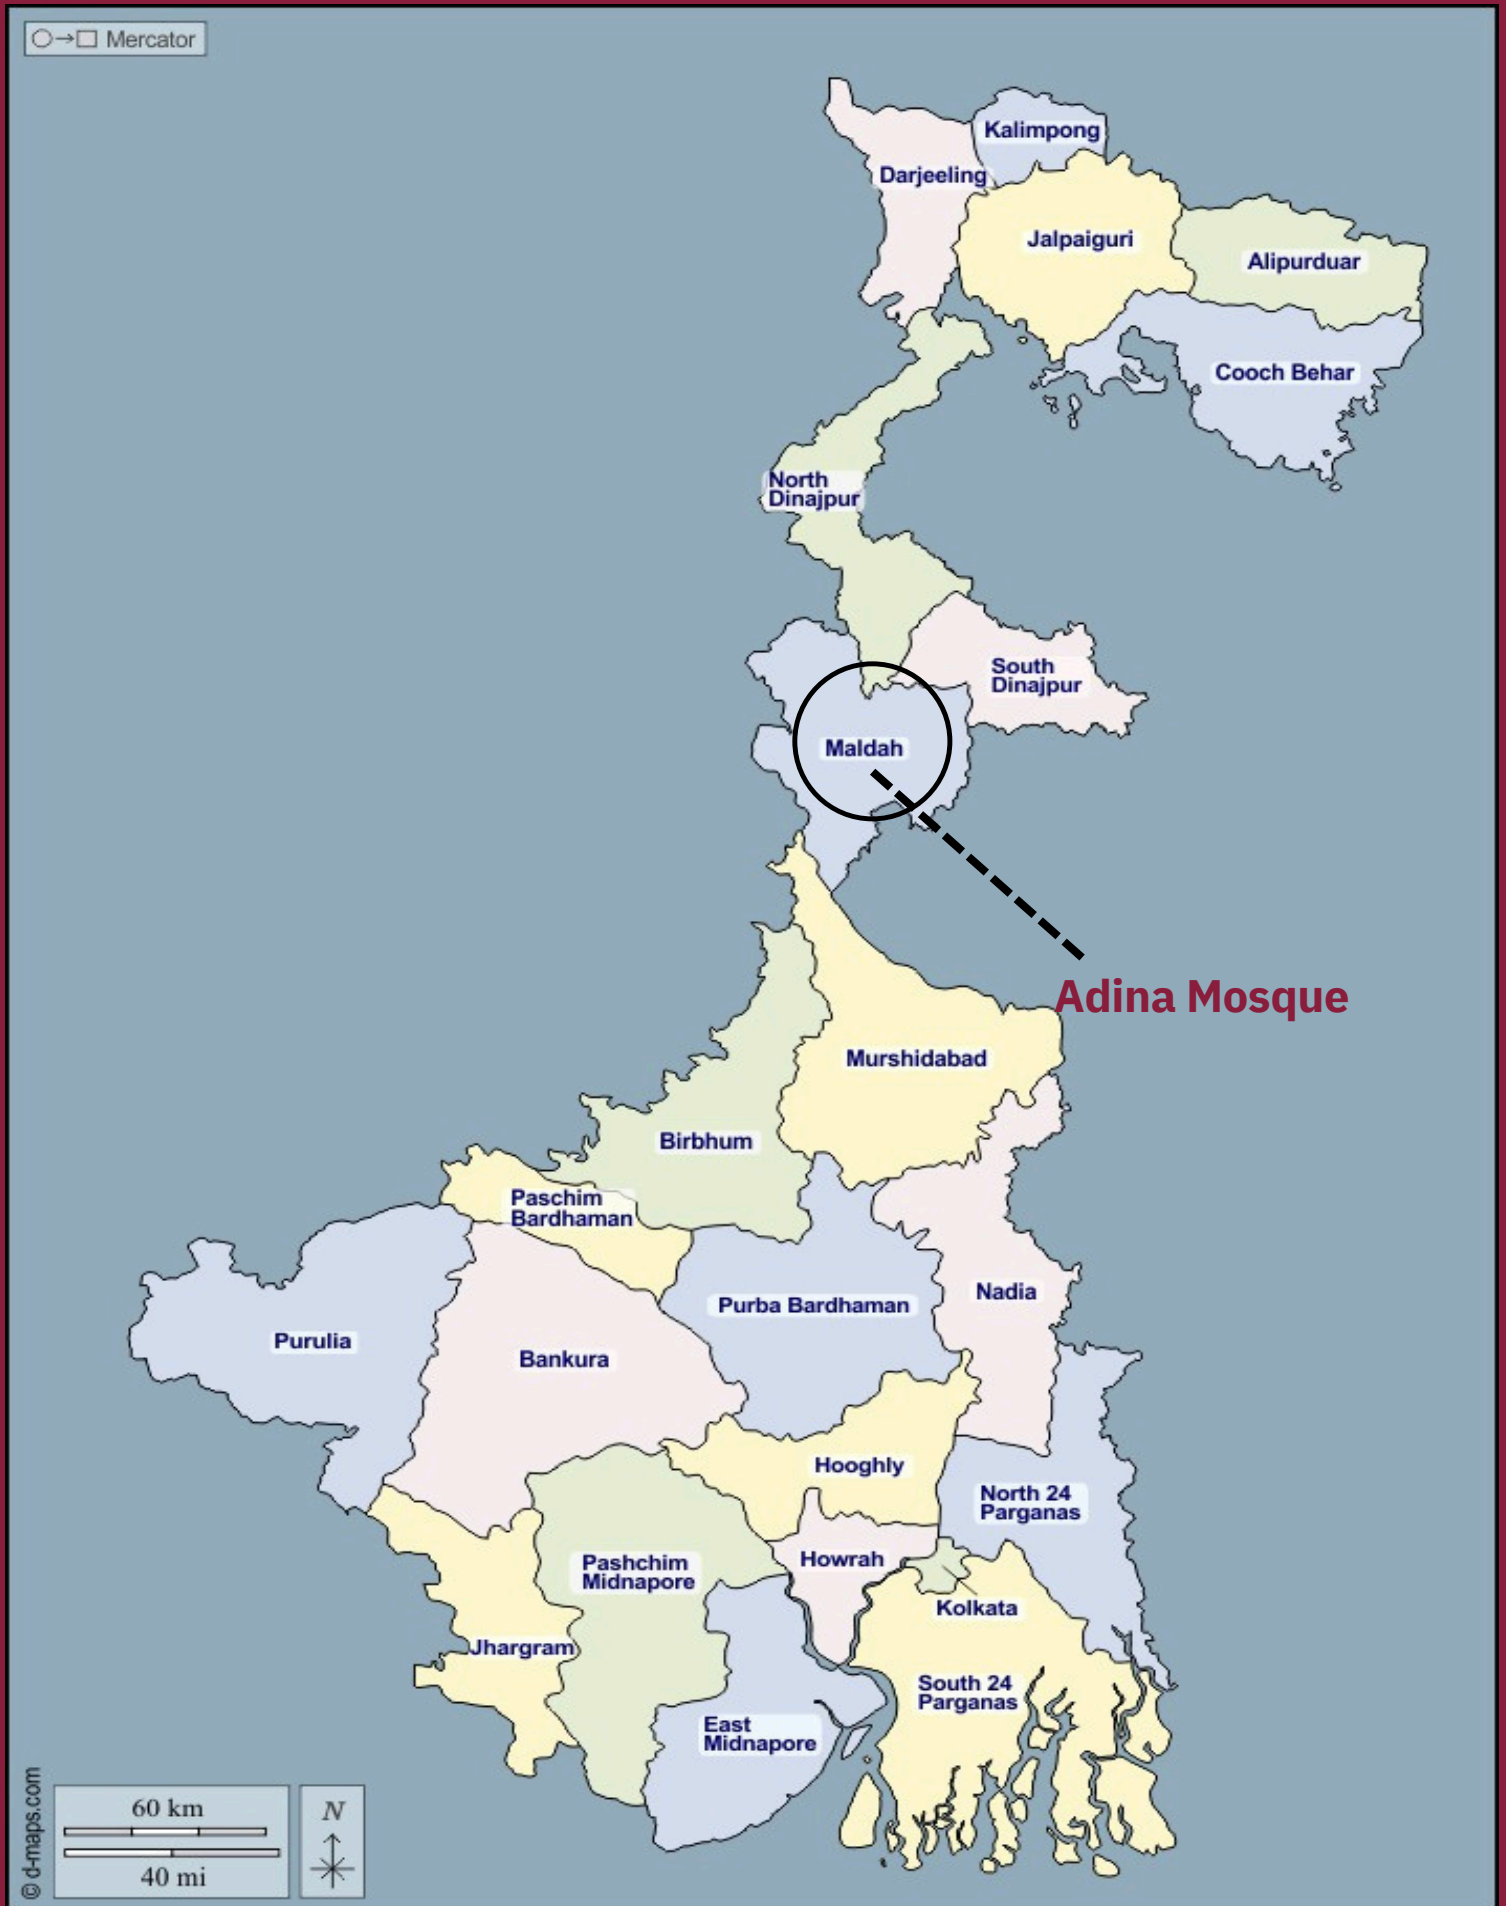 Mercator
Kalimpong
Darjeeling
Jalpaiguri
Alipurduar
Cooch Behar
North
Dinajpur
South
Dinajpur
Maldah
Adina Mosque
Murshidabad
Birbhum
Paschim
Bardhaman
Nadia
Purba Bardhaman
Purulia
Bankura
Hooghly
North 24
Parganas
Howrah
Pashchim
Midnapore
Kolkata
Jhargram
South 24
Parganas
East
Midnapore
60 km
40 mi
N
© d-maps.com